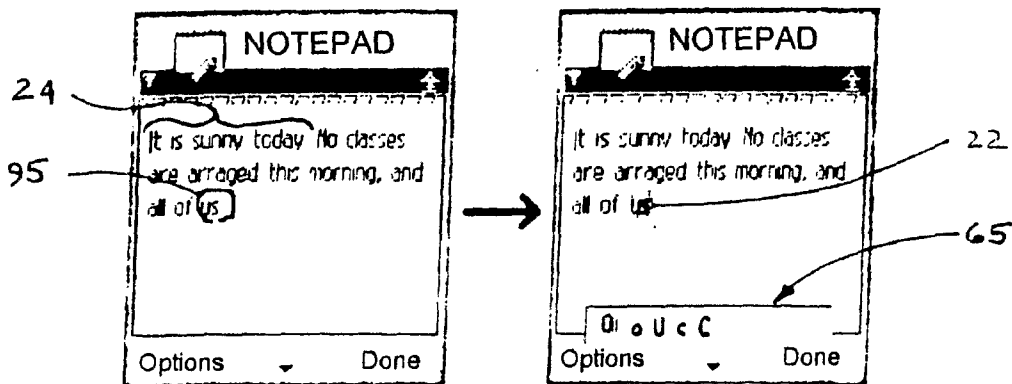 NOTEPAD
24
95
It is sunny today No classes
are arraged this morning, and
all of us
Options
Done
NOTEPAD
It is sunny today No classes
are arraged this morning, and
all of us
22
65
o U c C
Options
Done